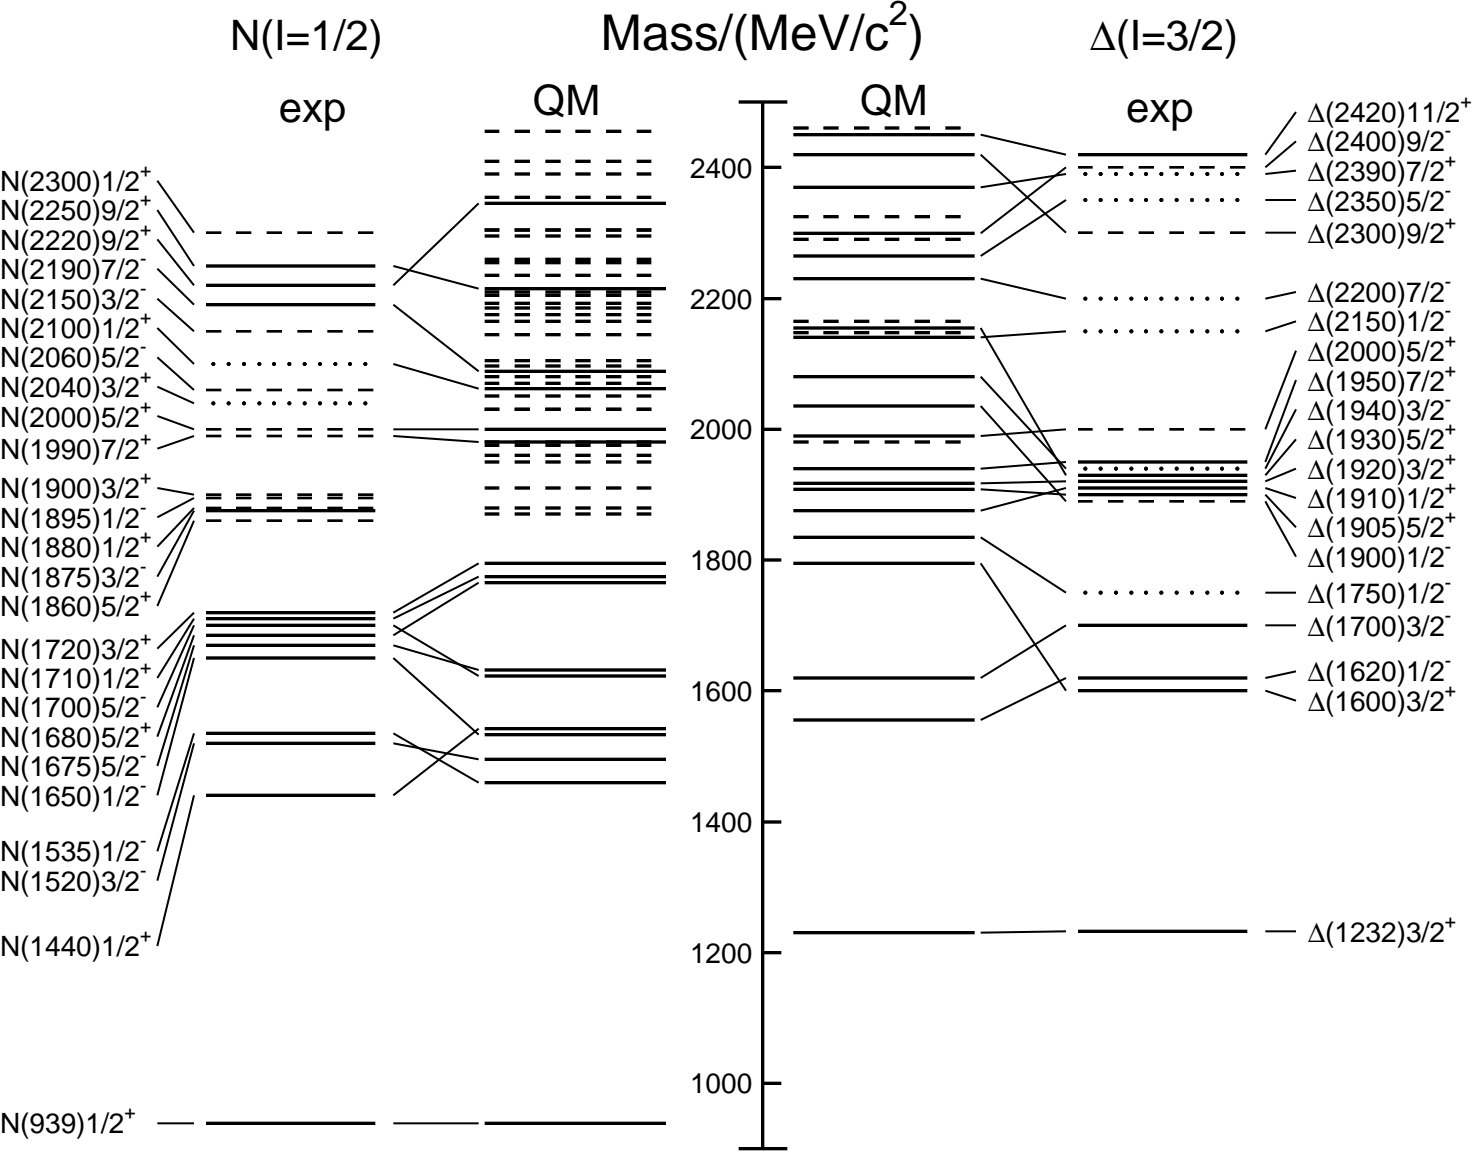 N(I=1/2)
Mass/(MeV/c²)
Δ(I=3/2)
exp
QM
QM
exp
N(2300)1/2⁺
N(2250)9/2⁺
N(2220)9/2⁺
N(2190)7/2⁻
N(2150)3/2⁻
N(2100)1/2⁺
N(2060)5/2⁻
N(2040)3/2⁺
N(2000)5/2⁺
N(1990)7/2⁺
N(1900)3/2⁺
N(1895)1/2⁻
N(1880)1/2⁺
N(1875)3/2⁻
N(1860)5/2⁺
N(1720)3/2⁺
N(1710)1/2⁺
N(1700)5/2⁻
N(1680)5/2⁺
N(1675)5/2⁻
N(1650)1/2⁻
N(1535)1/2⁻
N(1520)3/2⁻
N(1440)1/2⁺
N(939)1/2⁺
2400
2200
2000
1800
1600
1400
1200
1000
Δ(2420)11/2⁺
Δ(2400)9/2⁻
Δ(2390)7/2⁺
Δ(2350)5/2⁻
Δ(2300)9/2⁺
Δ(2200)7/2⁻
Δ(2150)1/2⁻
Δ(2000)5/2⁺
Δ(1950)7/2⁺
Δ(1940)3/2⁻
Δ(1930)5/2⁺
Δ(1920)3/2⁺
Δ(1910)1/2⁺
Δ(1905)5/2⁺
Δ(1900)1/2⁻
Δ(1750)1/2⁻
Δ(1700)3/2⁻
Δ(1620)1/2⁻
Δ(1600)3/2⁺
Δ(1232)3/2⁺